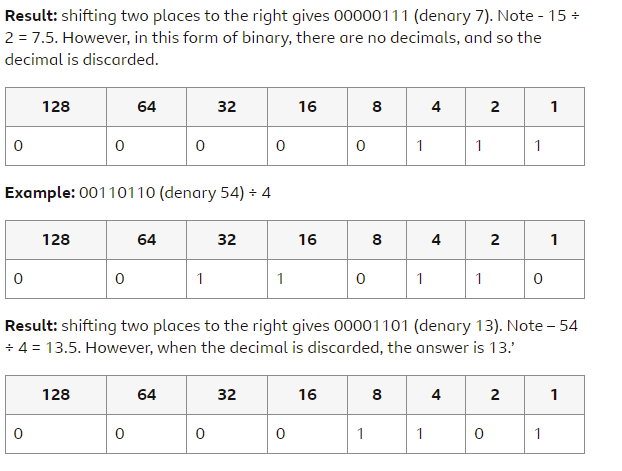 Result: shifting two places to the right gives 00000111 (denary 7). Note - 15 ÷
2 = 7.5. However, in this form of binary, there are no decimals, and so the
decimal is discarded.
128 64 32 16 8 4 2 1
0 0 0 0 0 1 1 1
Example: 00110110 (denary 54) ÷ 4
128 64 32 16 8 4 2 1
0 0 1 1 0 1 1 0
Result: shifting two places to the right gives 00001101 (denary 13). Note – 54
÷ 4 = 13.5. However, when the decimal is discarded, the answer is 13.’
128 64 32 16 8 4 2 1
0 0 0 0 1 1 0 1